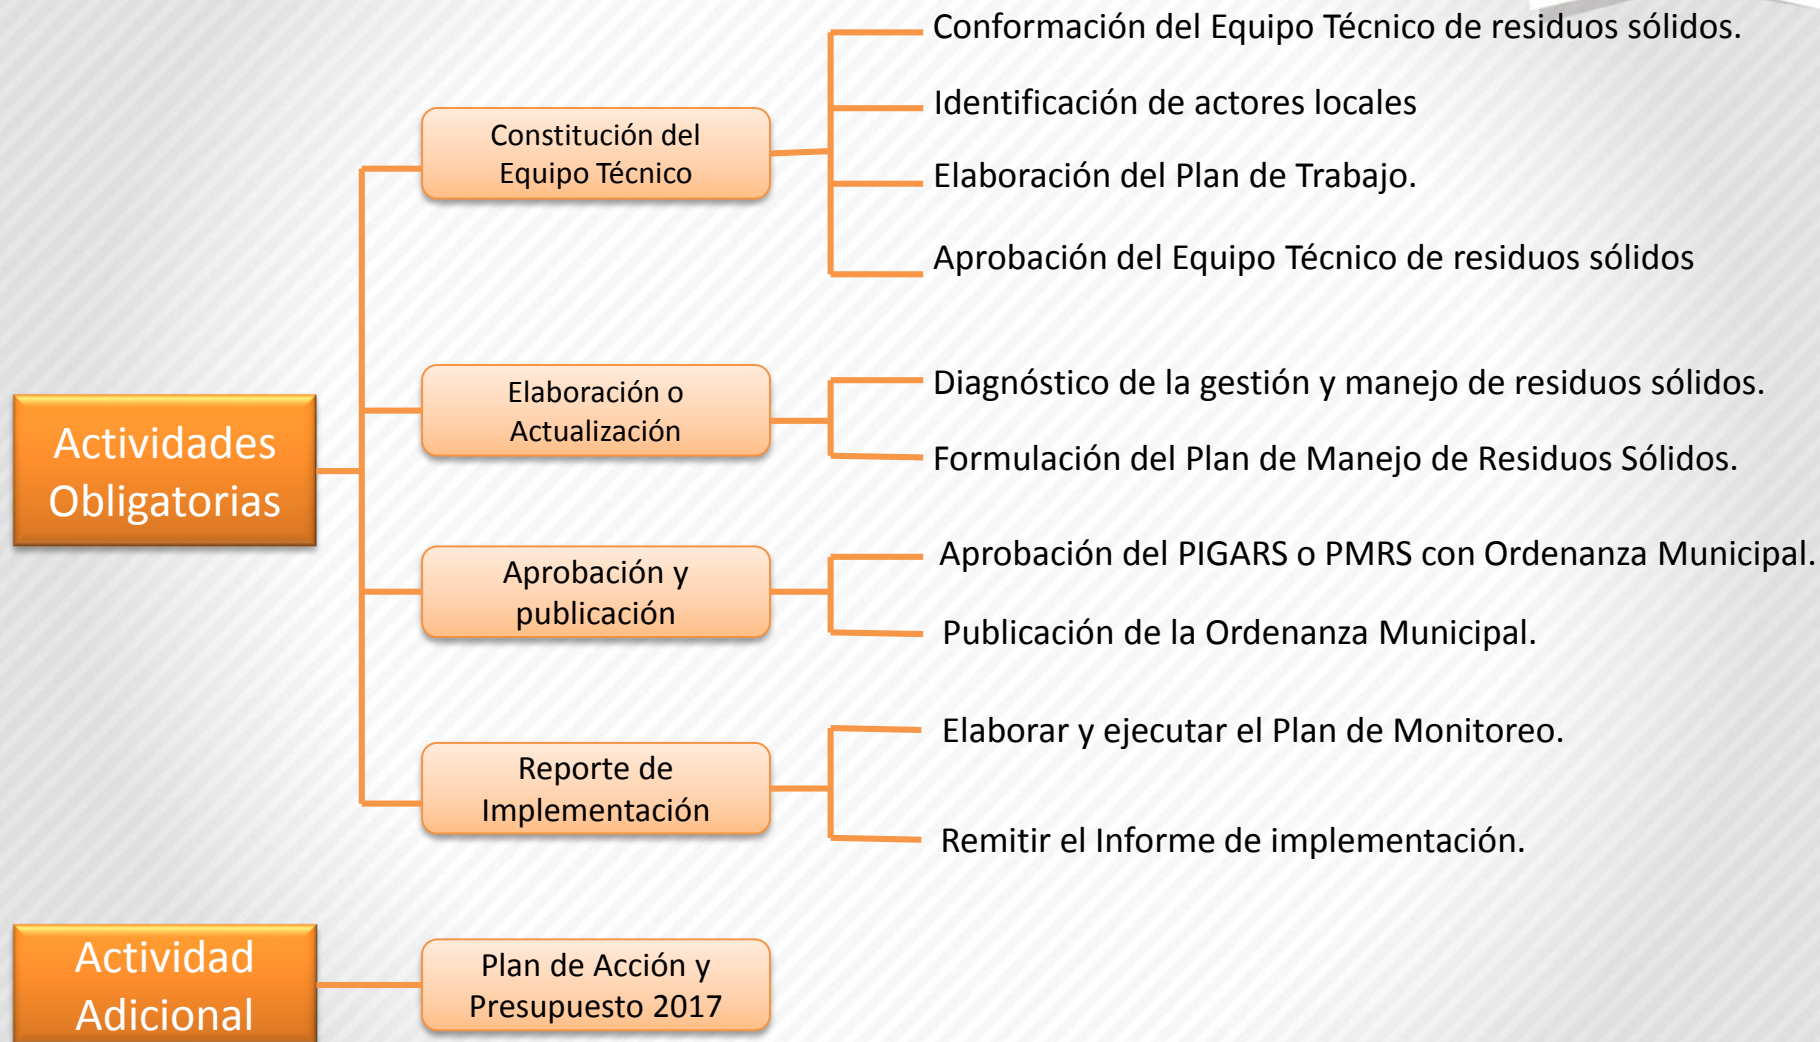 Actividades
Obligatorias
Constitución del
Equipo Técnico
Conformación del Equipo Técnico de residuos sólidos.
Identificación de actores locales
Elaboración del Plan de Trabajo.
Aprobación del Equipo Técnico de residuos sólidos
Elaboración o
Actualización
Diagnóstico de la gestión y manejo de residuos sólidos.
Formulación del Plan de Manejo de Residuos Sólidos.
Aprobación y
publicación
Aprobación del PIGARS o PMRS con Ordenanza Municipal.
Publicación de la Ordenanza Municipal.
Reporte de
Implementación
Elaborar y ejecutar el Plan de Monitoreo.
Remitir el Informe de implementación.
Actividad
Adicional
Plan de Acción y
Presupuesto 2017